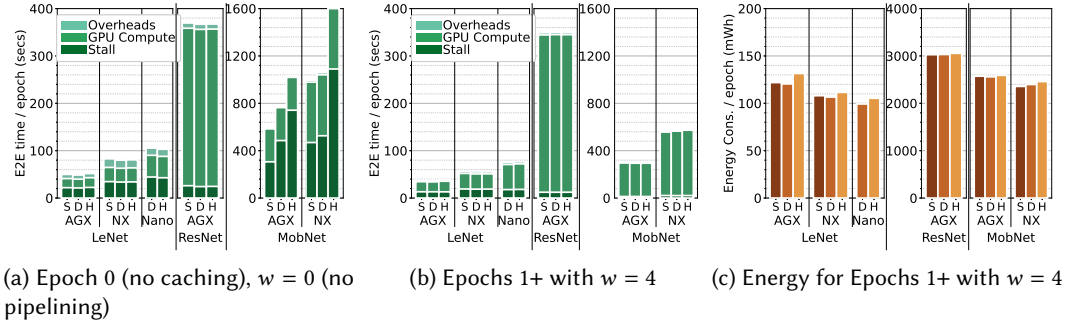 E2E time / epoch (secs)
400
300
200
100
0
Overheads
GPU Compute
Stall
S D H
AGX
S D H
NX
D H
Nano
LeNet
S D H
AGX
ResNet
1600
1200
800
400
0
S D H
AGX
S D H
NX
MobNet
(a) Epoch 0 (no caching), w = 0 (no
pipelining)
E2E time / epoch (secs)
400
300
200
100
0
Overheads
GPU Compute
Stall
S D H
AGX
S D H
NX
D H
Nano
LeNet
S D H
AGX
ResNet
1600
1200
800
400
0
S D H
AGX
S D H
NX
MobNet
(b) Epochs 1+ with w = 4
Energy Cons. / epoch (mWh)
200
150
100
50
0
S D H
AGX
S D H
NX
D H
Nano
LeNet
4000
3000
2000
1000
0
S D H
AGX
ResNet
S D H
AGX
S D H
NX
MobNet
(c) Energy for Epochs 1+ with w = 4